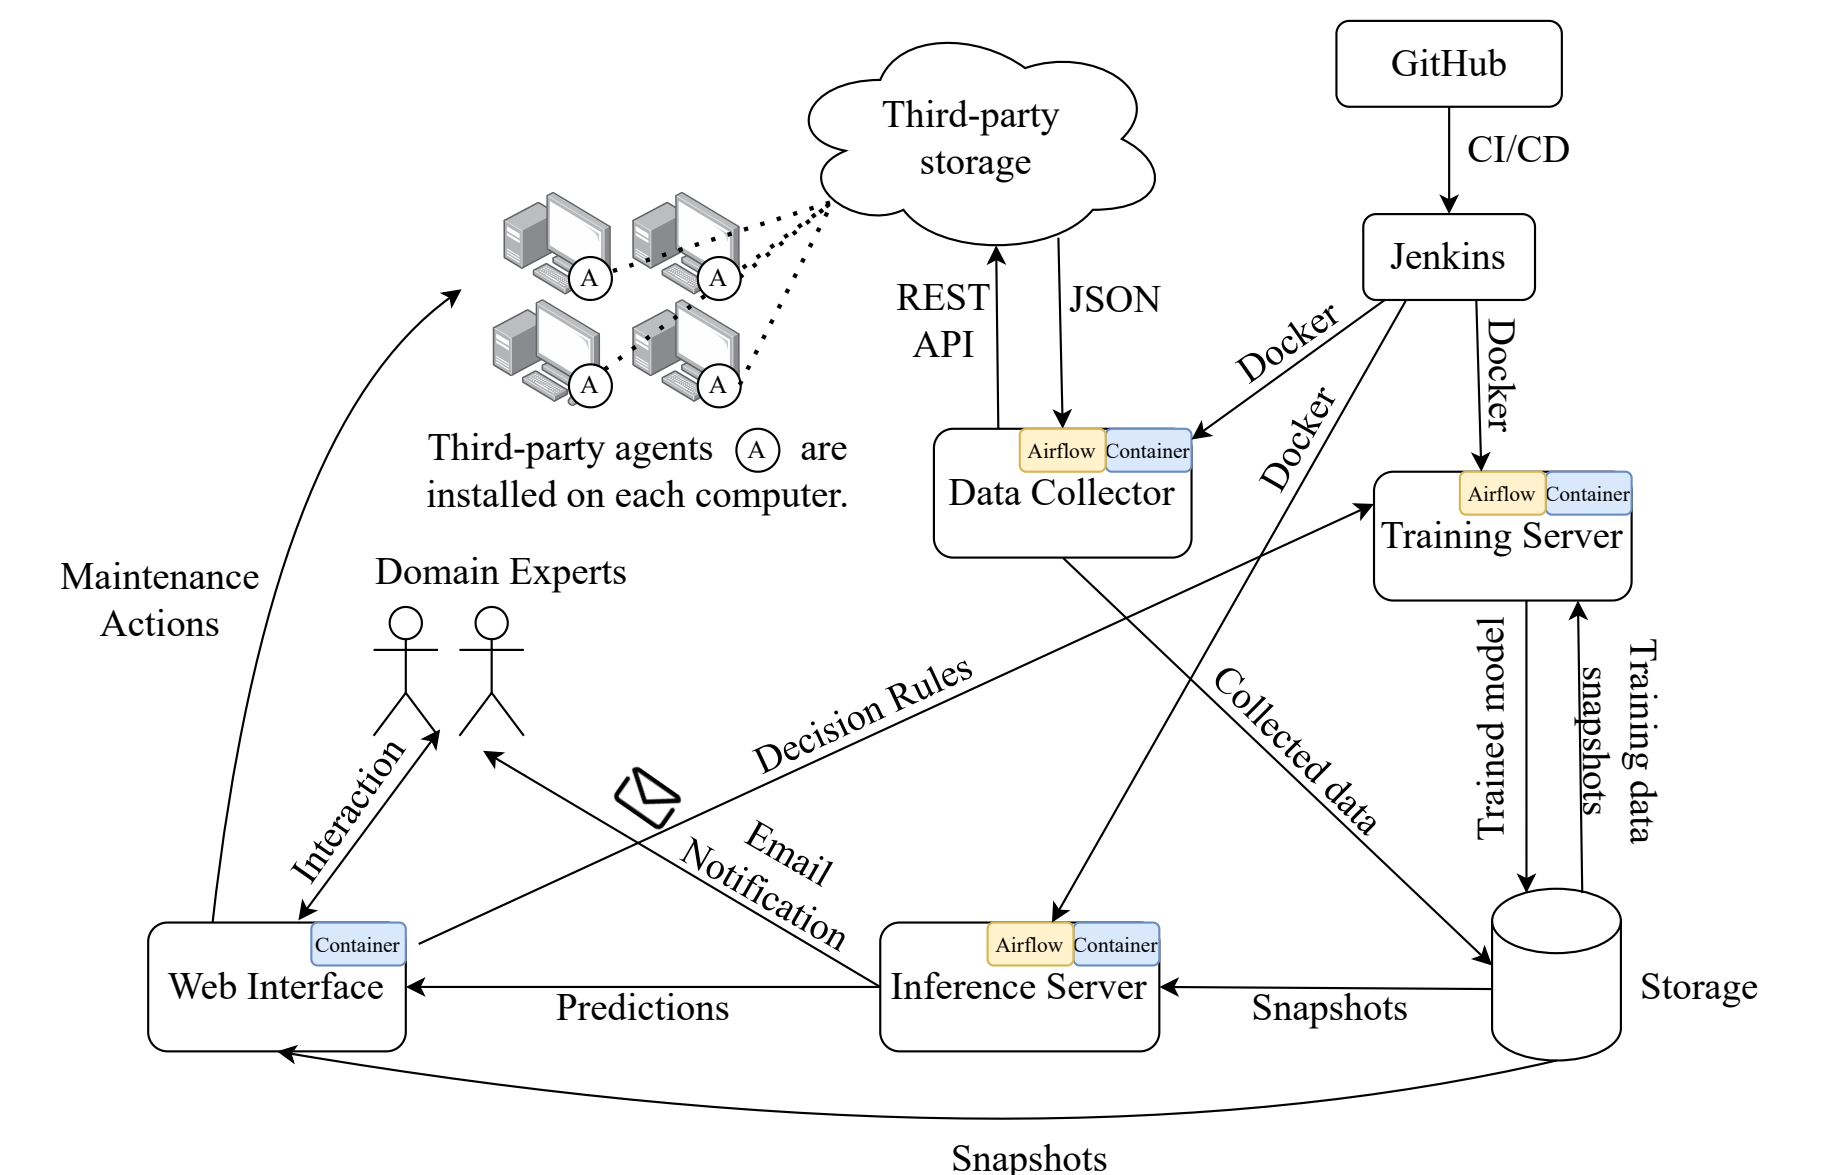 GitHub
Third-party
storage
CI/CD
Jenkins
A
A
A
A
REST
API
JSON
Docker
Docker
Docker
Third-party agents A are
installed on each computer.
Airflow
Container
Data Collector
Airflow
Container
Training Server
Maintenance
Actions
Domain Experts
Interaction
Decision Rules
Email
Notification
Collected data
Trained model
Training data
snapshots
Container
Web Interface
Predictions
Airflow
Container
Inference Server
Snapshots
Storage
Snapshots